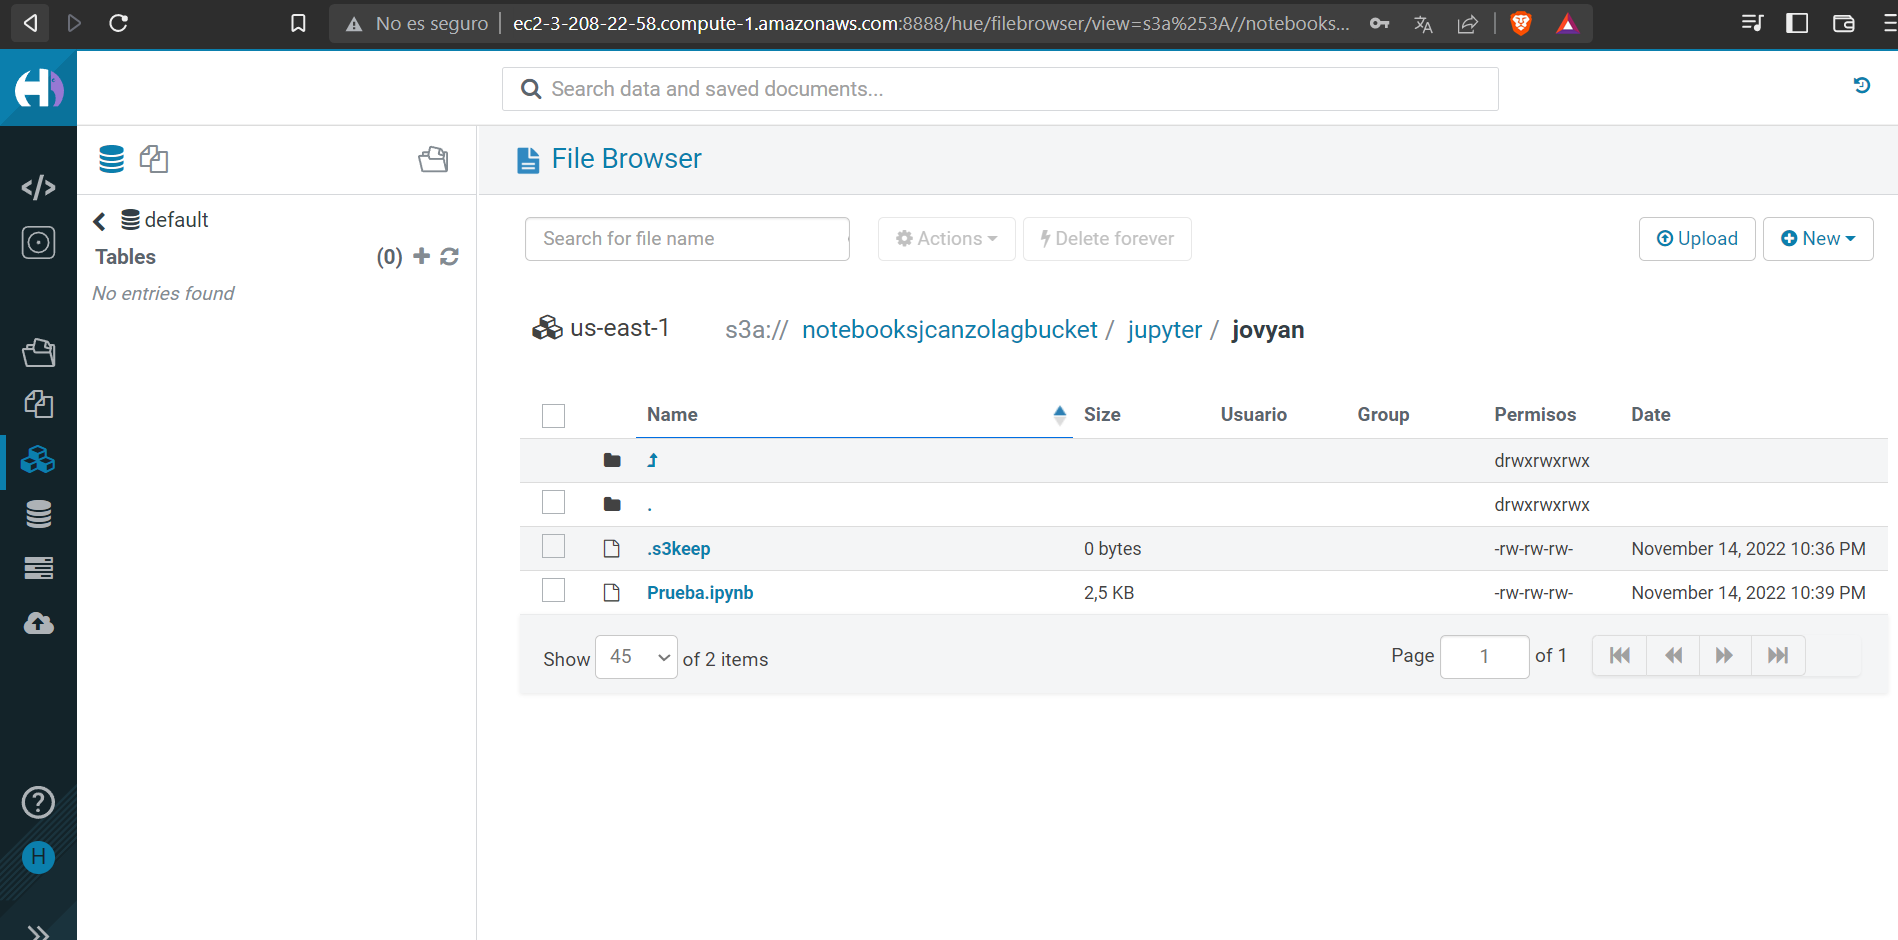 No es seguro ec2-3-208-22-58.compute-1.amazonaws.com:8888/hue/filebrowser/view=s3a%253A//notebooks...
Search data and saved documents...
File Browser
default
Tables (0)
No entries found
Search for file name Actions Delete forever Upload New
us-east-1 s3a:// notebooksjcanzolagbucket / jupyter / jovyan
Name Size Usuario Group Permisos Date
drwxrwxrwx
. drwxrwxrwx
.s3keep 0 bytes -rw-rw-rw- November 14, 2022 10:36 PM
Prueba.ipynb 2,5 KB -rw-rw-rw- November 14, 2022 10:39 PM
Show 45 of 2 items Page 1 of 1
H